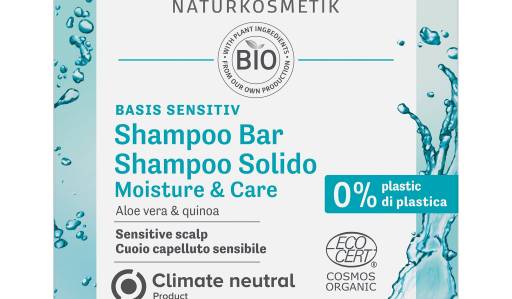 NATURKOSMETIK
WITH PLANT INGREDIENTS
BIO
FROM OUR OWN PRODUCTION
BASIS SENSITIV
Shampoo Bar
Shampoo Solido
Moisture & Care
Aloe vera & quinoa
0% plastic
di plastica
Sensitive scalp
Cuoio capelluto sensibile
ECO
CERT®
COSMOS
ORGANIC
Climate neutral
Product